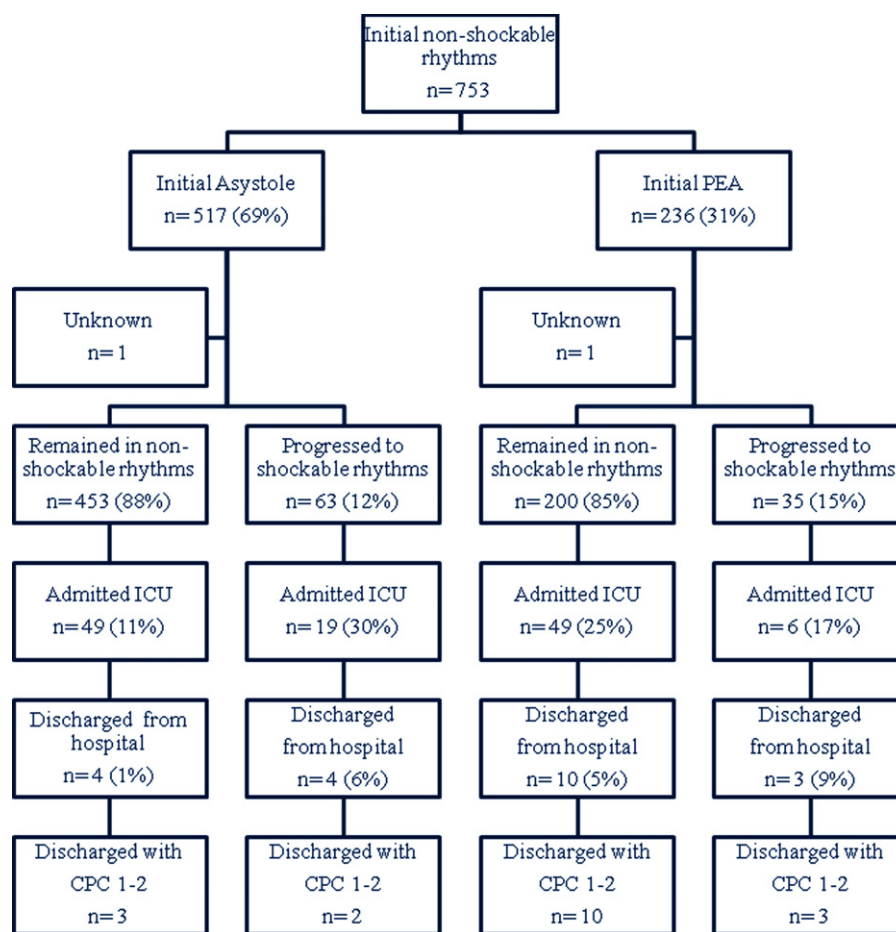 Initial non-shockable
rhythms
n=753
Initial Asystole
n=517 (69%)
Initial PEA
n=236 (31%)
Unknown
n=1
Unknown
n=1
Remained in non-
shockable rhythms
n=453 (88%)
Progressed to
shockable rhythms
n=63 (12%)
Remained in non-
shockable rhythms
n=200 (85%)
Progressed to
shockable rhythms
n=35 (15%)
Admitted ICU
n=49 (11%)
Admitted ICU
n=19 (30%)
Admitted ICU
n=49 (25%)
Admitted ICU
n=6 (17%)
Discharged from
hospital
n=4 (1%)
Discharged
from hospital
n=4 (6%)
Discharged
from hospital
n=10 (5%)
Discharged
from hospital
n=3 (9%)
Discharged with
CPC 1-2
n=3
Discharged with
CPC 1-2
n=2
Discharged with
CPC 1-2
n=10
Discharged with
CPC 1-2
n=3